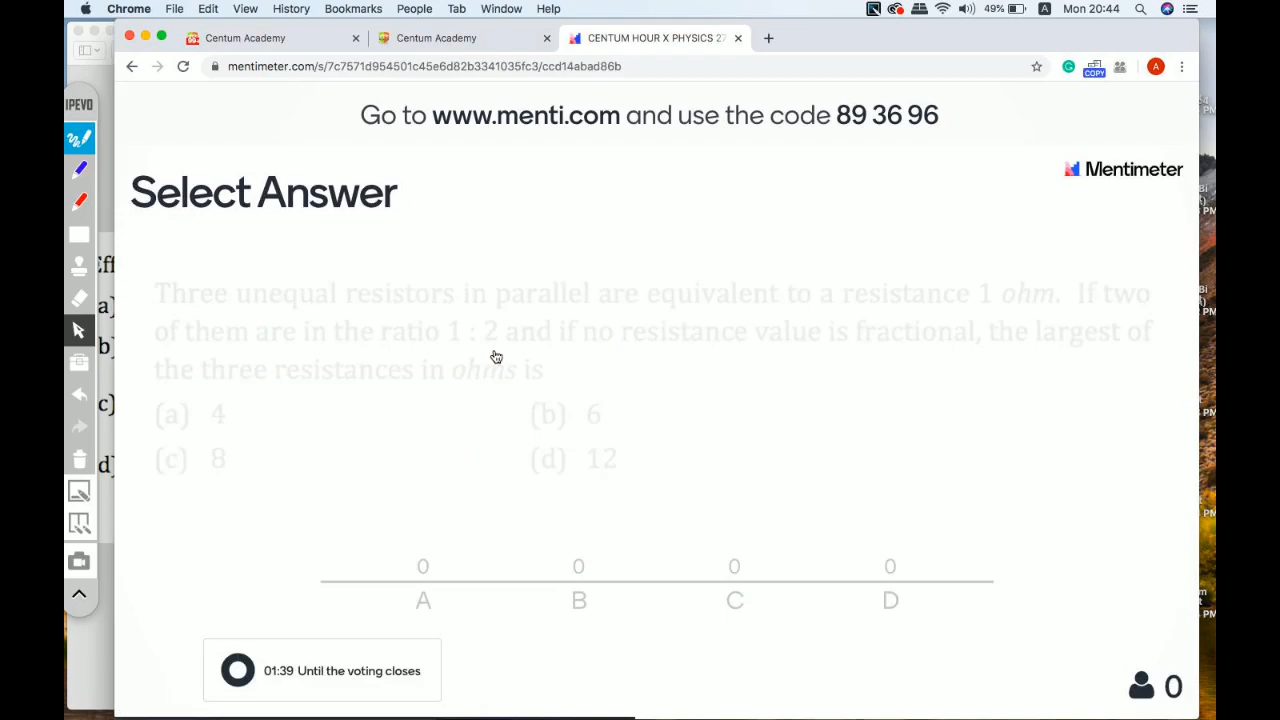 Chrome File Edit View History Bookmarks People Tab Window Help 49% A Mon 20:44
Centum Academy Centum Academy CENTUM HOUR X PHYSICS 27
mentimeter.com/s/7c7571d954501c45e6d82b3341035fc3/ccd14abad86b COPY A
IPEVO
Go to www.menti.com and use the code 89 36 96
Mentimeter
Select Answer
Three unequal resistors in parallel are equivalent to a resistance 1 ohm. If two
of them are in the ratio 1 : 2 and if no resistance value is fractional, the largest of
the three resistances in ohms is
(a) 4 (b) 6
(c) 8 (d) 12
0 0 0 0
A B C D
01:39 Until the voting closes
0
Eff
a)
b)
c)
d)